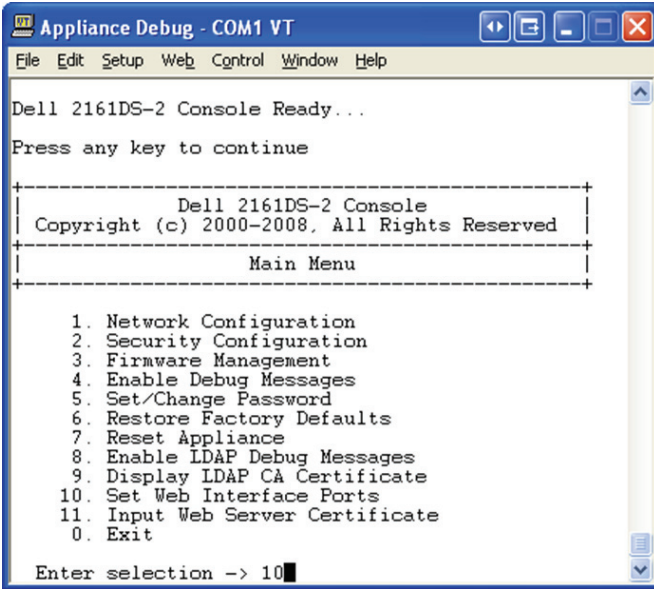 Appliance Debug - COM1 VT
File Edit Setup Web Control Window Help
Dell 2161DS-2 Console Ready...
Press any key to continue
Dell 2161DS-2 Console
Copyright (c) 2000-2008, All Rights Reserved
Main Menu
1. Network Configuration
2. Security Configuration
3. Firmware Management
4. Enable Debug Messages
5. Set/Change Password
6. Restore Factory Defaults
7. Reset Appliance
8. Enable LDAP Debug Messages
9. Display LDAP CA Certificate
10. Set Web Interface Ports
11. Input Web Server Certificate
0. Exit
Enter selection -> 10